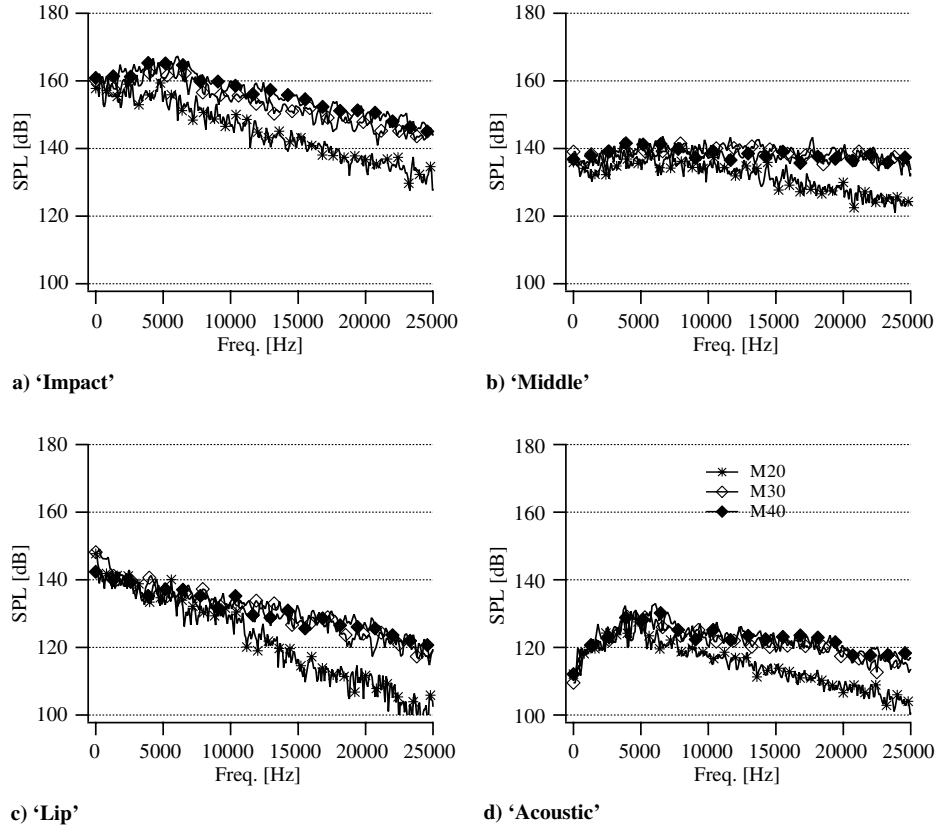 180
160
140
120
100
SPL [dB]
0 5000 10000 15000 20000 25000
Freq. [Hz]
a) ‘Impact’
180
160
140
120
100
SPL [dB]
0 5000 10000 15000 20000 25000
Freq. [Hz]
b) ‘Middle’
180
160
140
120
100
SPL [dB]
0 5000 10000 15000 20000 25000
Freq. [Hz]
c) ‘Lip’
180
160
140
120
100
SPL [dB]
M20
M30
M40
0 5000 10000 15000 20000 25000
Freq. [Hz]
d) ‘Acoustic’